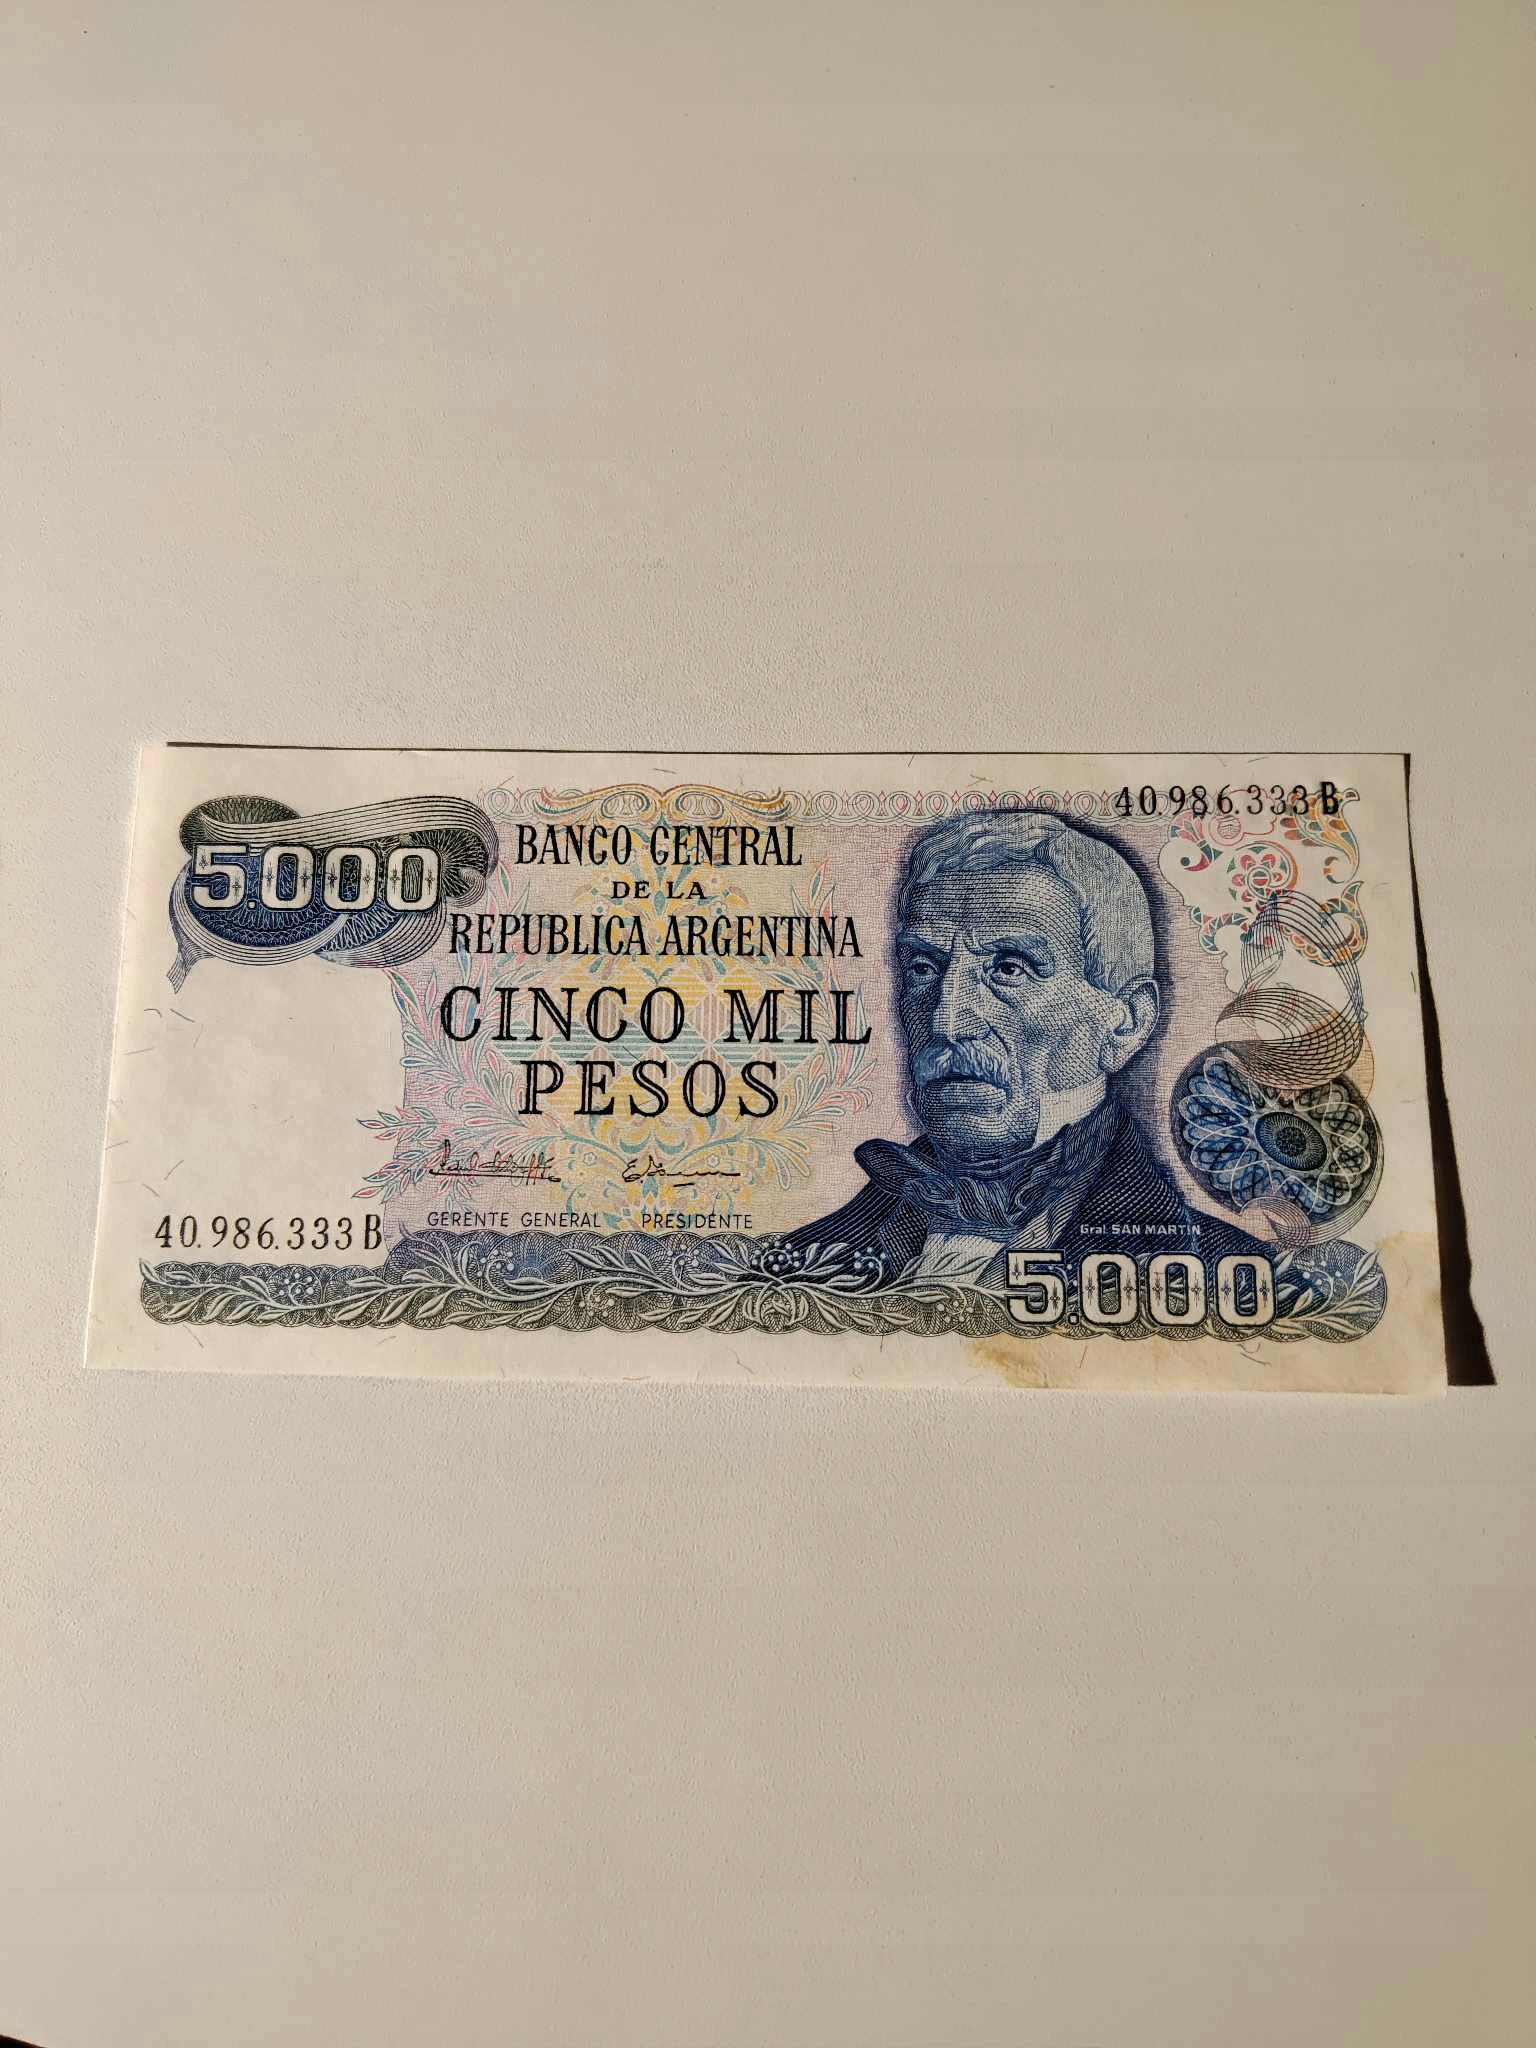 40.986.333B
5.000
BANCO CENTRAL
DE LA
REPUBLICA ARGENTINA
CINCO MIL
PESOS
GERENTE GENERAL PRESIDENTE
40.986.333B
Gral. SAN MARTIN
5.000